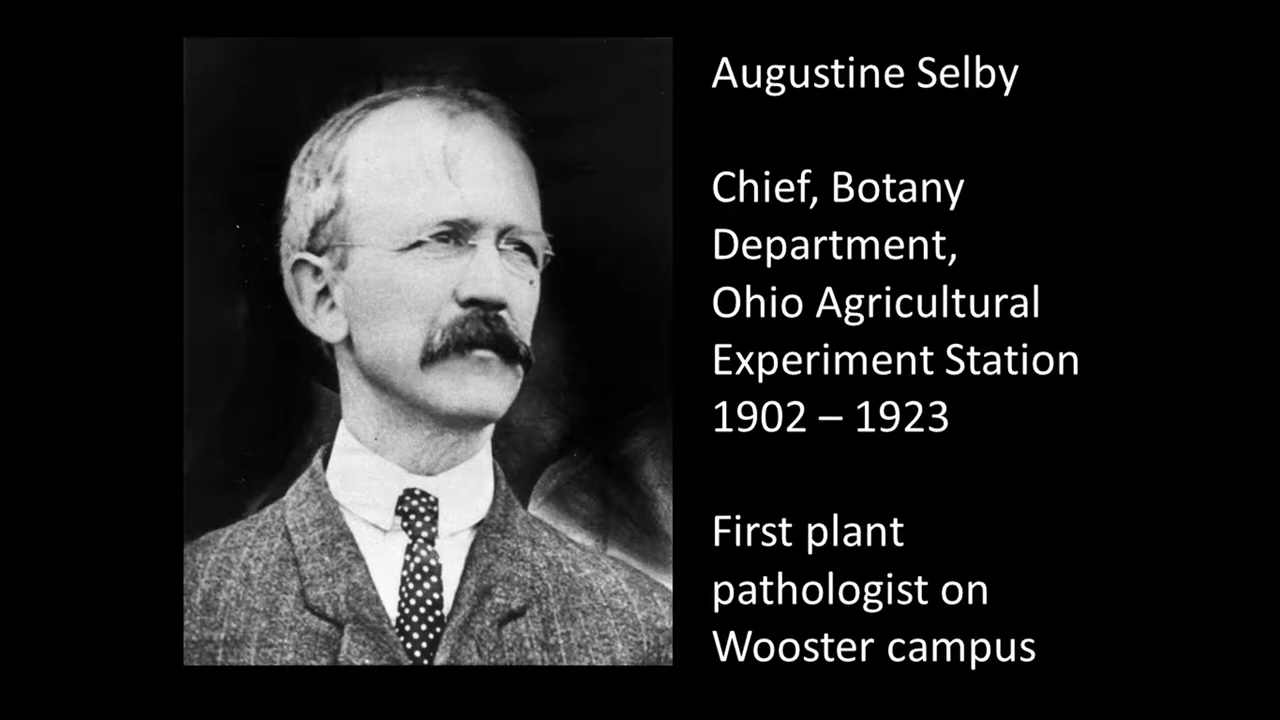 Augustine Selby
Chief, Botany
Department,
Ohio Agricultural
Experiment Station
1902 – 1923
First plant
pathologist on
Wooster campus